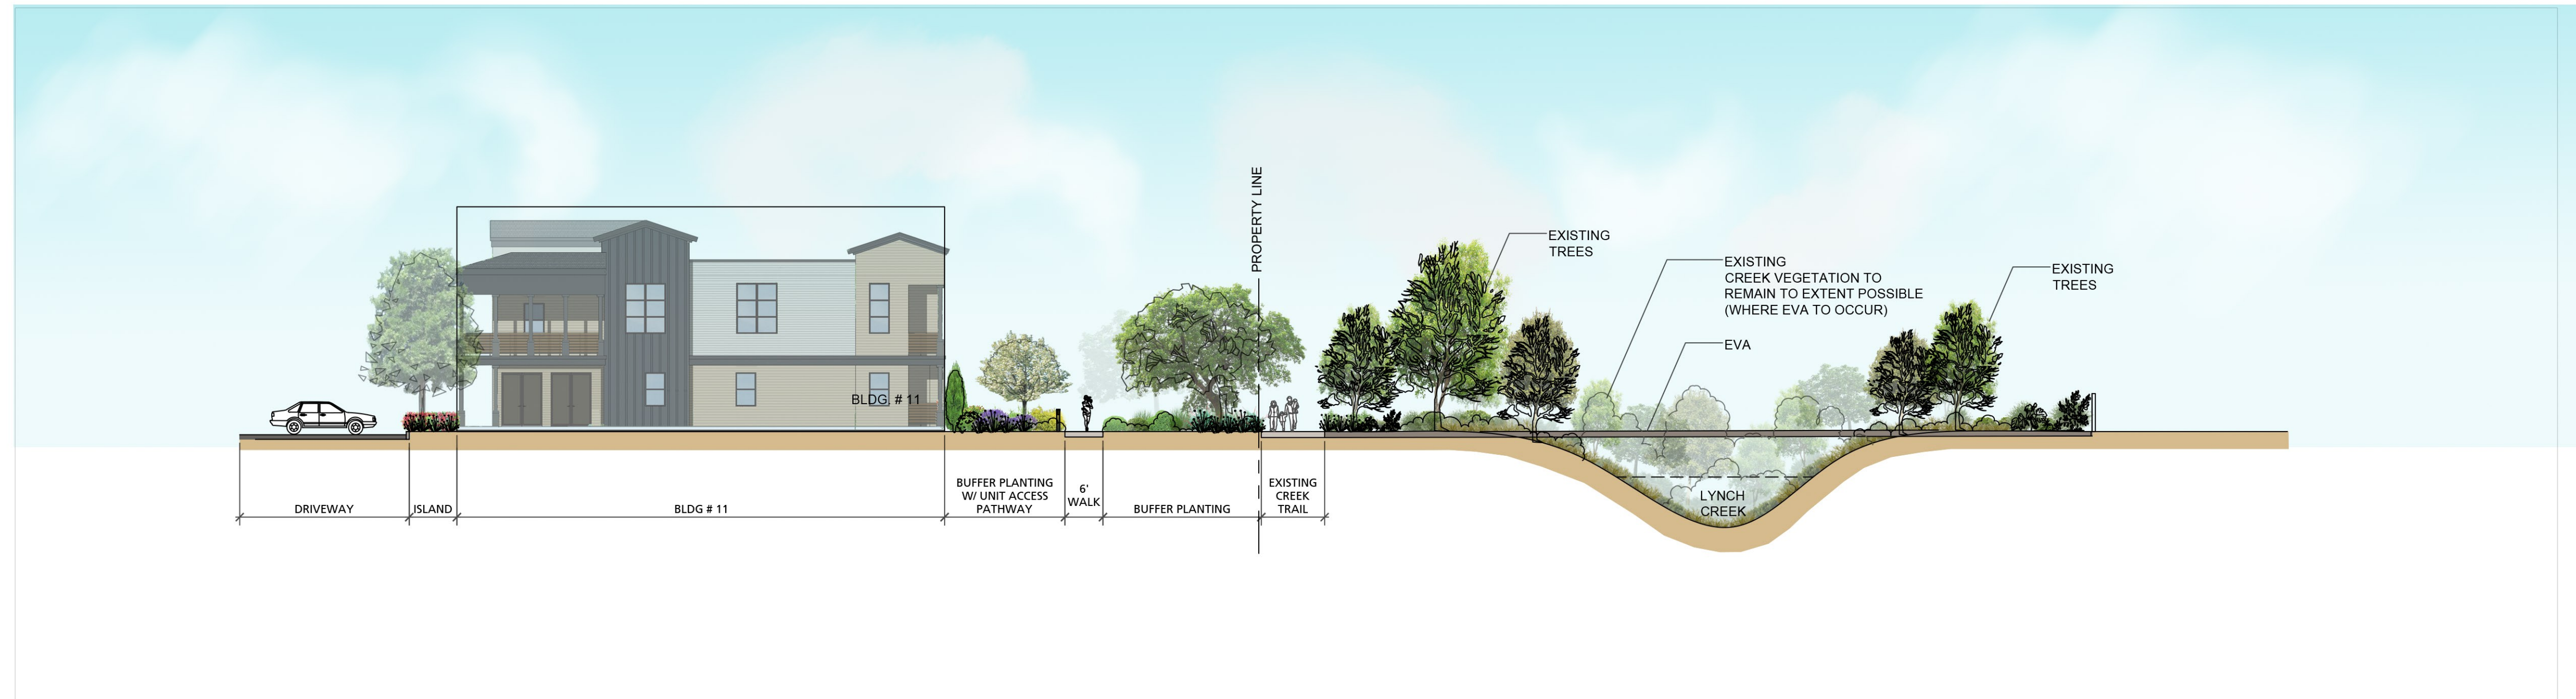 PROPERTY LINE
EXISTING
TREES
EXISTING
CREEK VEGETATION TO
REMAIN TO EXTENT POSSIBLE
(WHERE EVA TO OCCUR)
EVA
EXISTING
TREES
BLDG. # 11
DRIVEWAY
ISLAND
BLDG # 11
BUFFER PLANTING
W/ UNIT ACCESS
PATHWAY
6'
WALK
BUFFER PLANTING
EXISTING
CREEK
TRAIL
LYNCH
CREEK